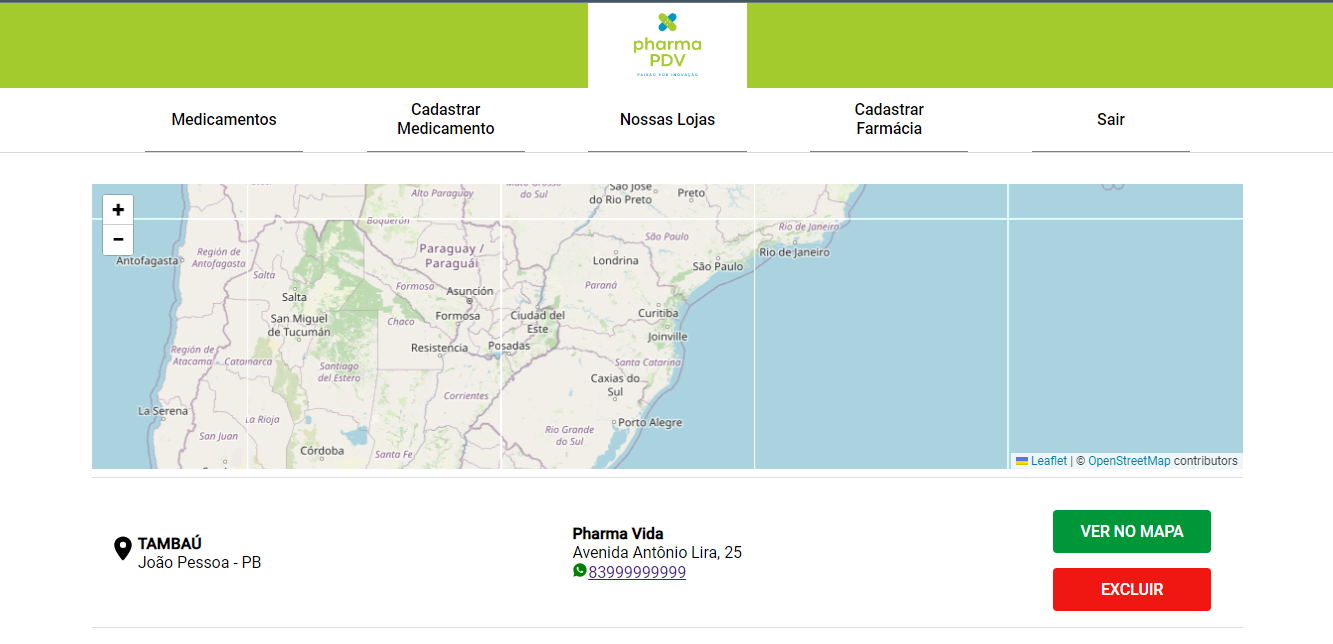 pharma
PDV
PAIXÃO POR INOVAÇÃO
Medicamentos
Cadastrar
Medicamento
Nossas Lojas
Cadastrar
Farmácia
Sair
+
−
Alto Paraguay
do Sul
São José
do Rio Preto
Preto
Boquerón
Rio de Janeiro
Rio de Janeiro
São Paulo
São Paulo
Londrina
Paraná
Paraguay /
Paraguái
Región de
Antofagasta
Antofagasta
Salta
Salta
Formosa
Asunción
Formosa
Ciudad del
Este
Curitiba
Joinville
San Miguel
de Tucumán
Chaco
Resistencia
Posadas
Región de
Atacama
Catamarca
Santiago
del Estero
Santa Catarina
Caxias do
Sul
Corrientes
La Serena
La Rioja
Porto Alegre
Rio Grande
do Sul
San Juan
Córdoba
Santa Fe
Leaflet | © OpenStreetMap contributors
TAMBAÚ
João Pessoa - PB
Pharma Vida
Avenida Antônio Lira, 25
83999999999
VER NO MAPA
EXCLUIR